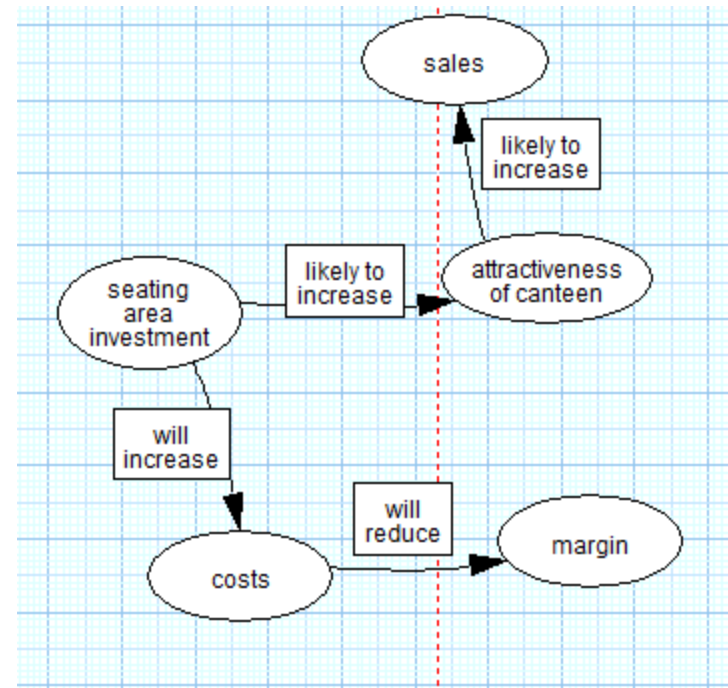 sales
likely to
increase
attractiveness
of canteen
likely to
increase
seating
area
investment
will
increase
will
reduce
margin
costs